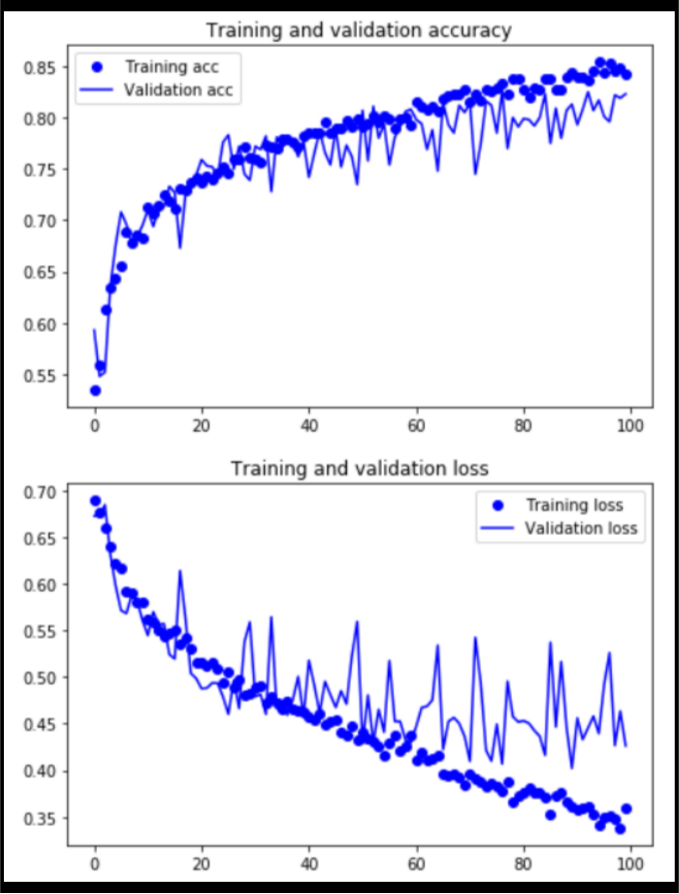 Training and validation accuracy
Training acc
Validation acc
0.85
0.80
0.75
0.70
0.65
0.60
0.55
0 20 40 60 80 100
Training and validation loss
Training loss
Validation loss
0.70
0.65
0.60
0.55
0.50
0.45
0.40
0.35
0 20 40 60 80 100